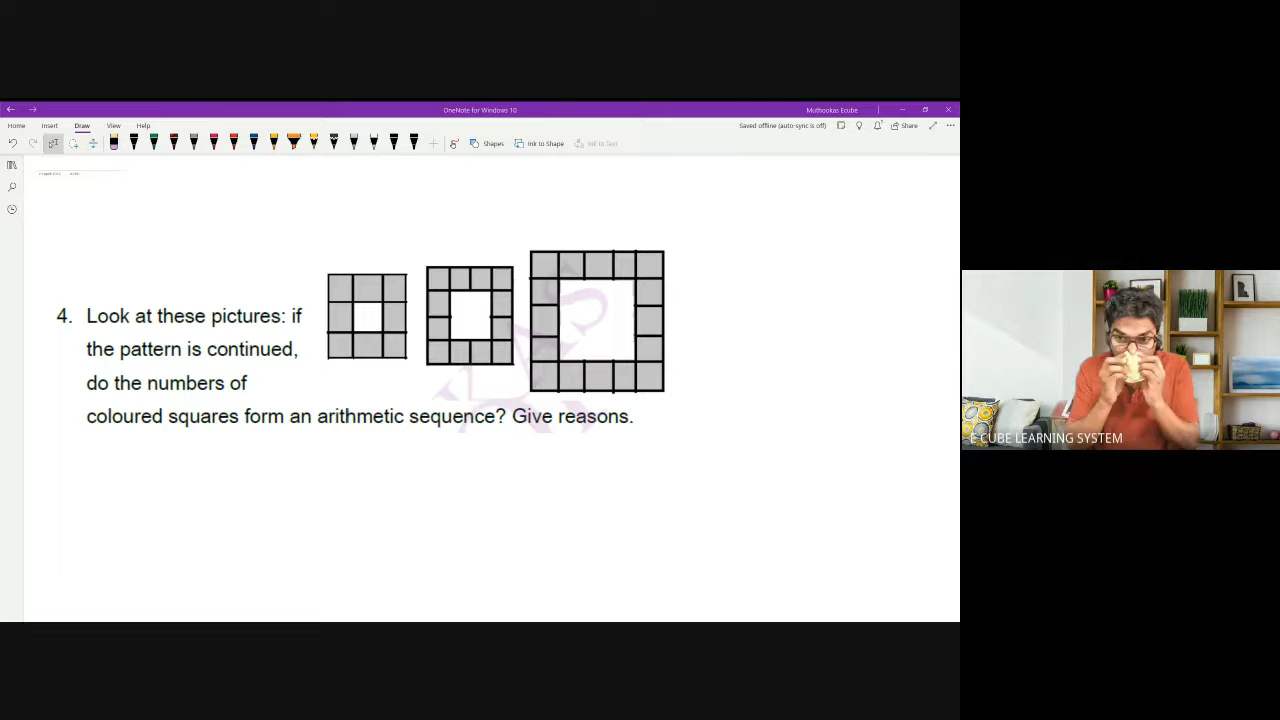 OneNote for Windows 10
Muthookas Ecube
Home Insert Draw View Help
Saved offline (auto-sync is off)
Share
Shapes
Ink to Shape
Ink to Text
4. Look at these pictures: if
the pattern is continued,
do the numbers of
coloured squares form an arithmetic sequence? Give reasons.
E CUBE LEARNING SYSTEM